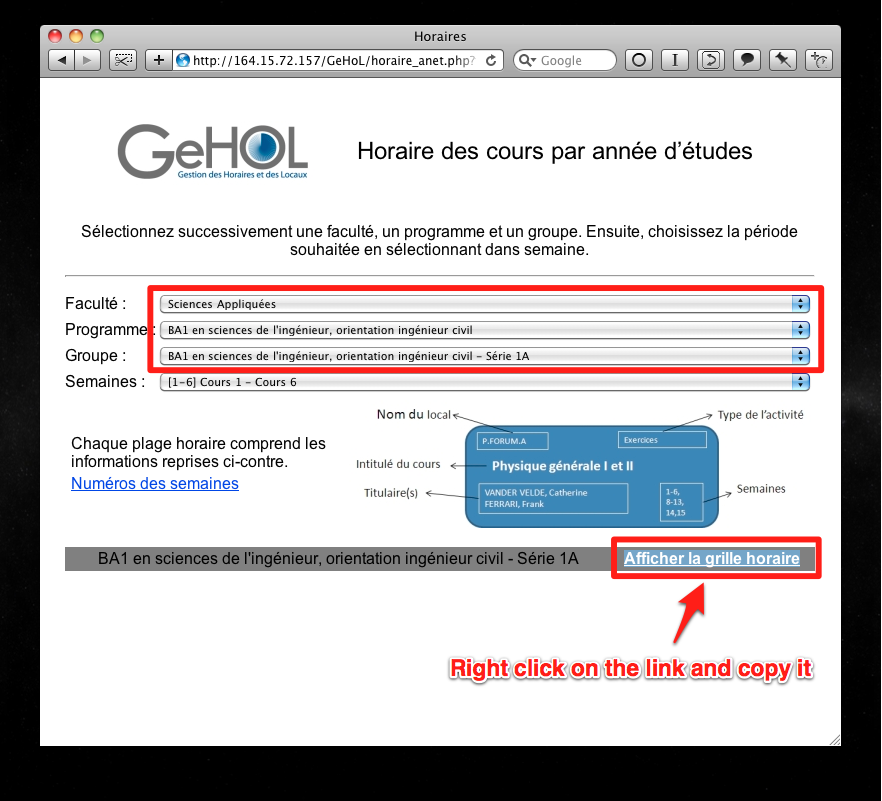 Horaires
http://164.15.72.157/GeHoL/horaire_anet.php?
Google
GeHOL
Gestion des Horaires et des Locaux
Horaire des cours par année d'études
Sélectionnez successivement une faculté, un programme et un groupe. Ensuite, choisissez la période
souhaitée en sélectionnant dans semaine.
Faculté : Sciences Appliquées
Programme : BA1 en sciences de l'ingénieur, orientation ingénieur civil
Groupe : BA1 en sciences de l'ingénieur, orientation ingénieur civil – Série 1A
Semaines : [1–6] Cours 1 – Cours 6
Chaque plage horaire comprend les
informations reprises ci-contre.
Numéros des semaines
Nom du local
Type de l'activité
P.FORUM.A
Exercices
Intitulé du cours
Physique générale I et II
Titulaire(s)
VANDER VELDE, Catherine
FERRARI, Frank
1-6,
8-13,
14,15
Semaines
BA1 en sciences de l'ingénieur, orientation ingénieur civil - Série 1A
Afficher la grille horaire
Right click on the link and copy it